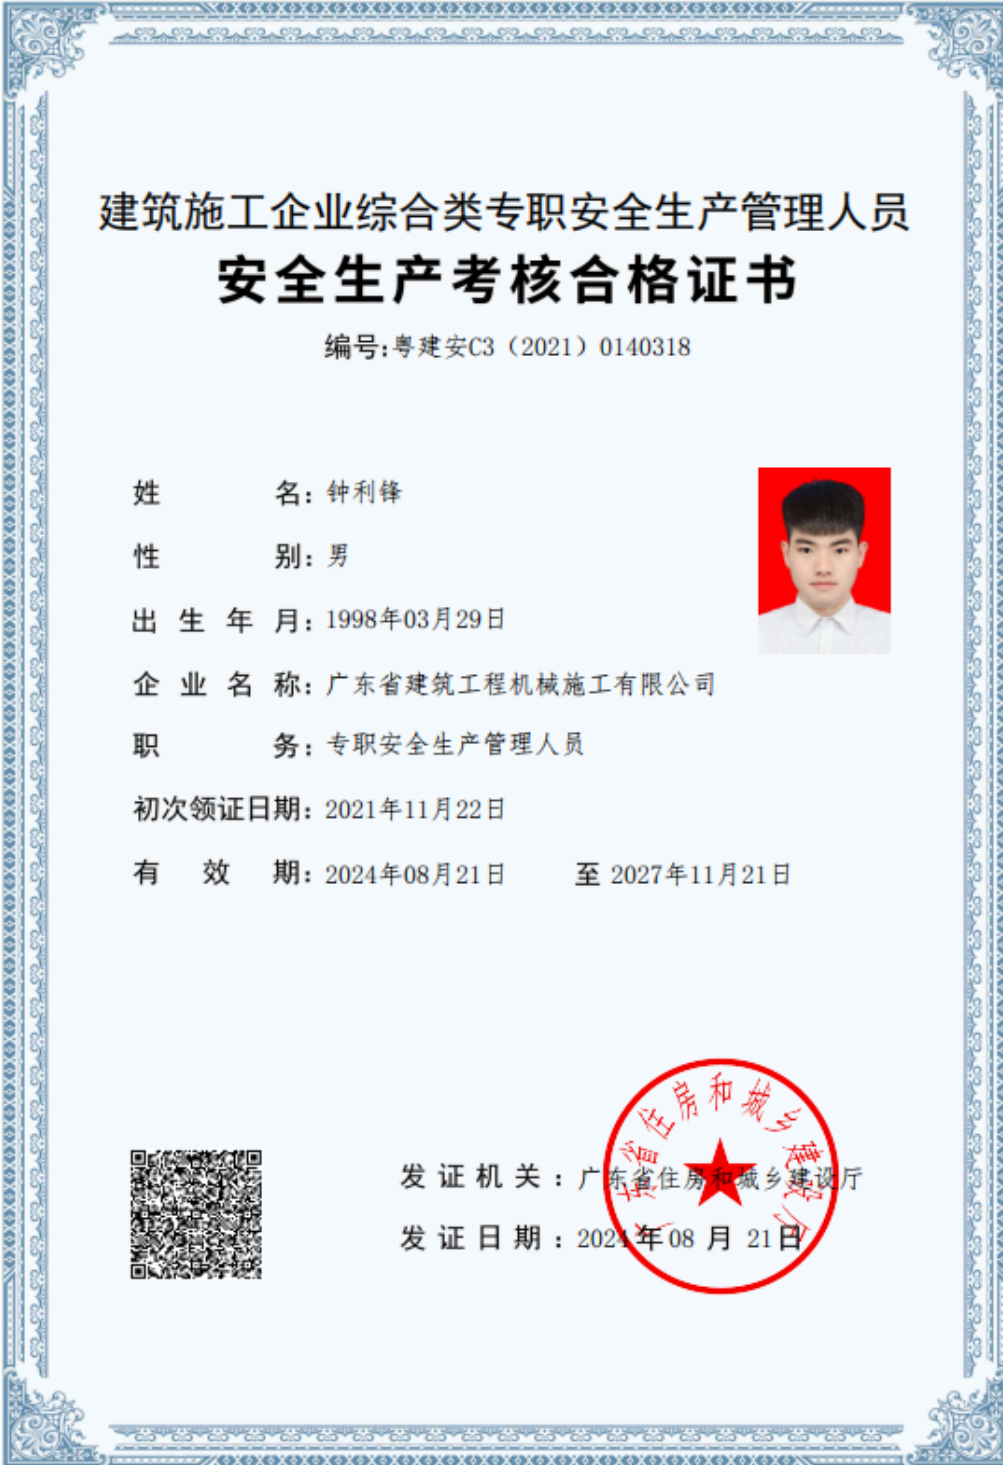 建筑施工企业综合类专职安全生产管理人员
安全生产考核合格证书
编号:粤建安C3（2021）0140318
姓名：钟利锋
性别：男
出生年月：1998年03月29日
企业名称：广东省建筑工程机械施工有限公司
职务：专职安全生产管理人员
初次领证日期：2021年11月22日
有效期：2024年08月21日 至 2027年11月21日
广东省住房和城乡建设厅
发证机关：广东省住房和城乡建设厅
发证日期：2024年08月21日